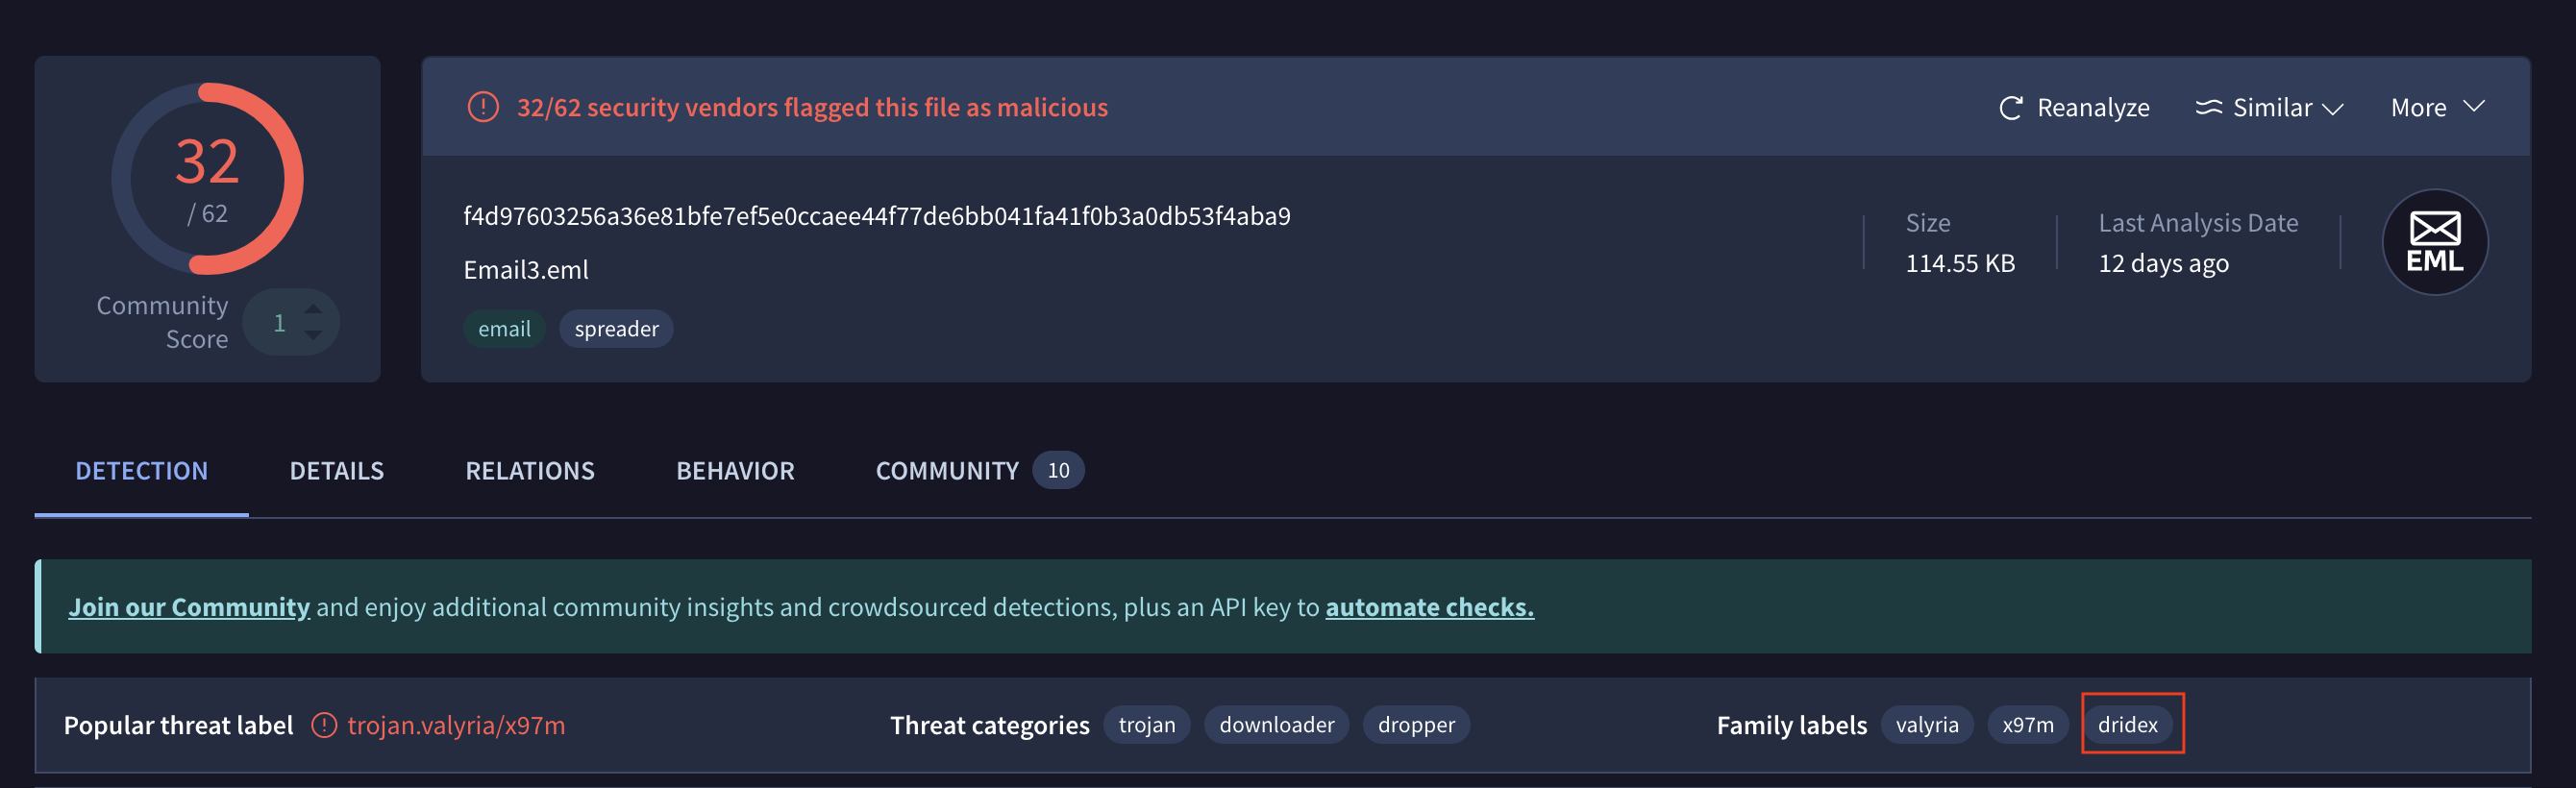 32
/ 62
Community
Score
1
32/62 security vendors flagged this file as malicious
Reanalyze
Similar
More
f4d97603256a36e81bfe7ef5e0ccaee44f77de6bb041fa41f0b3a0db53f4aba9
Email3.eml
email
spreader
Size
114.55 KB
Last Analysis Date
12 days ago
EML
DETECTION
DETAILS
RELATIONS
BEHAVIOR
COMMUNITY 10
Join our Community and enjoy additional community insights and crowdsourced detections, plus an API key to automate checks.
Popular threat label trojan.valyria/x97m
Threat categories trojan downloader dropper
Family labels valyria x97m dridex